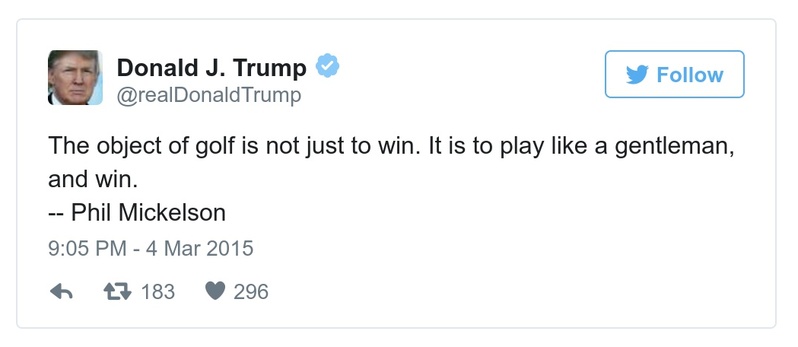 Donald J. Trump
@realDonaldTrump
Follow
The object of golf is not just to win. It is to play like a gentleman,
and win.
-- Phil Mickelson
9:05 PM - 4 Mar 2015
183 296